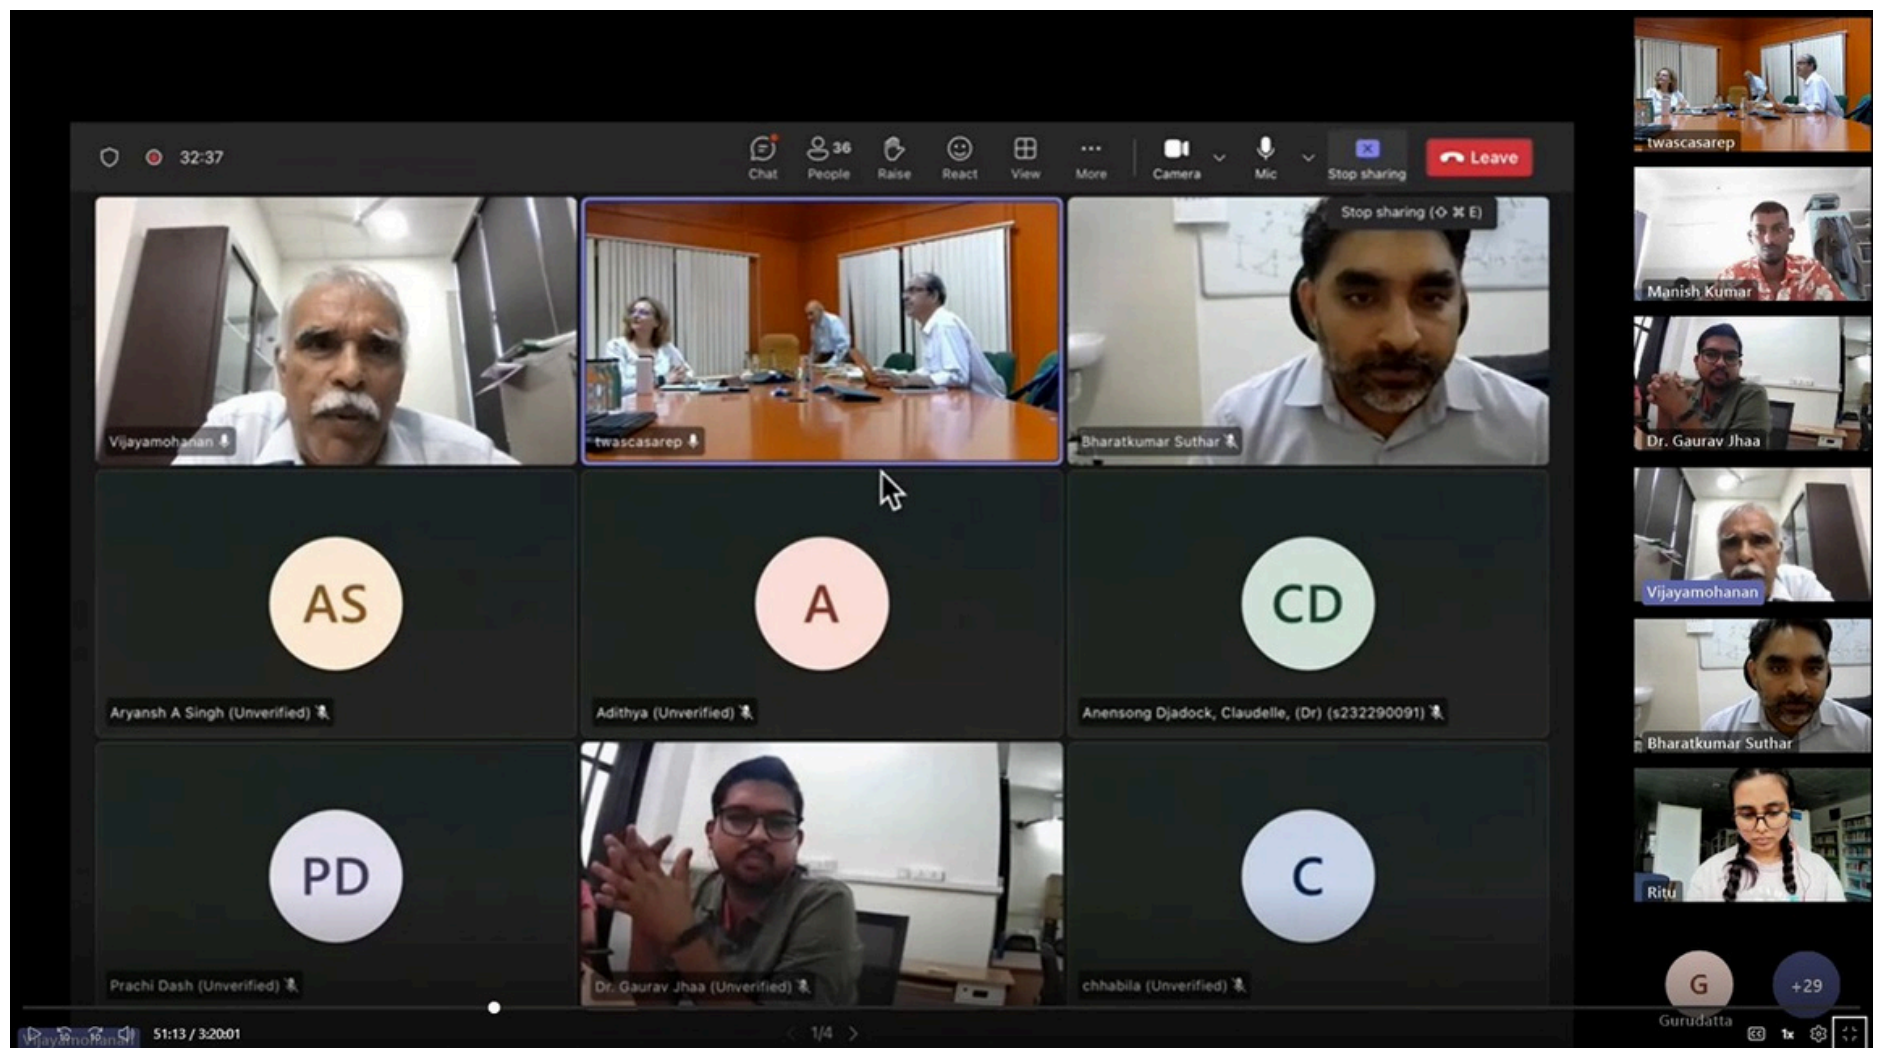 32:37
36
Chat
People
Raise
React
View
More
Camera
Mic
Stop sharing
Leave
Stop sharing (⇧ ⌘ E)
Vijayamohanan
twascasarep
Bharatkumar Suthar
AS
Aryansh A Singh (Unverified)
A
Adithya (Unverified)
CD
Anensong Djadock, Claudelle, (Dr) (s232290091)
PD
Prachi Dash (Unverified)
Dr. Gaurav Jhaa (Unverified)
C
chhabila (Unverified)
twascasarep
Manish Kumar
Dr. Gaurav Jhaa
Vijayamohanan
Bharatkumar Suthar
Ritu
G
+29
Gurudatta
Vijayamohanan
51:13 / 3:20:01
1/4
1x